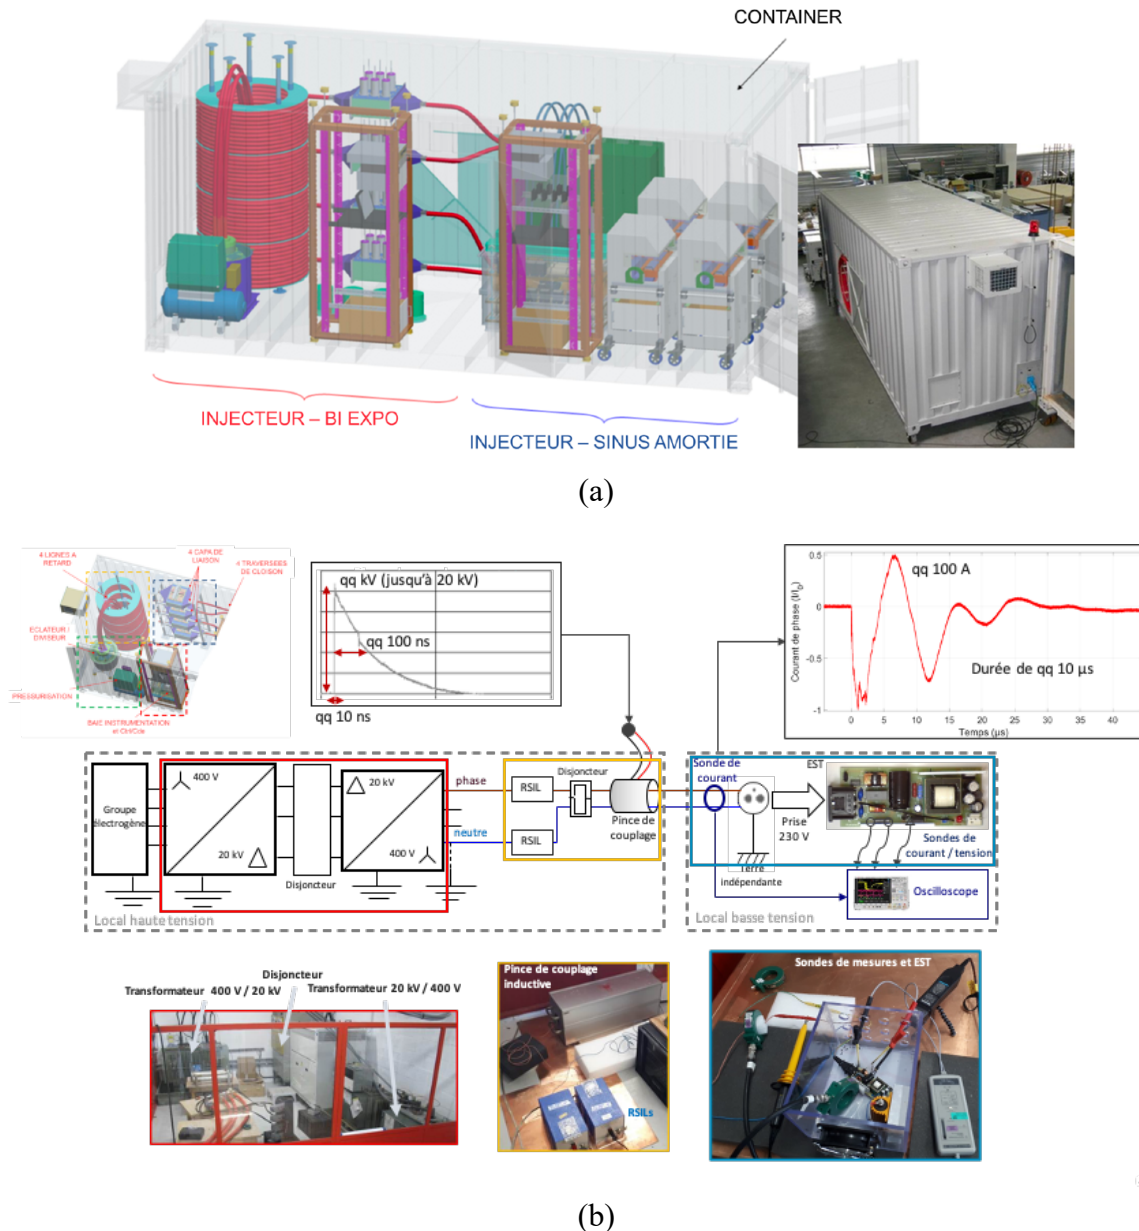 CONTAINER
INJECTEUR – BI EXPO
INJECTEUR – SINUS AMORTIE
(a)
4 LIGNES A
RETARD
4 CAPA DE
LIAISON
4 TRAVERSEES
DE CLOISON
ECLATEUR /
DIVISEUR
PRESSURISATION
BAIE INSTRUMENTATION
et Ctrl/Cde
qq kV (jusqu'à 20 kV)
qq 100 ns
qq 10 ns
Courant de phase (I/I₀)
0.5
0
-0.5
-1
qq 100 A
Durée de qq 10 µs
0
5
10
15
20
25
30
35
40
Temps (µs)
Groupe
électrogène
400 V
20 kV
Disjoncteur
20 kV
400 V
phase
neutre
RSIL
RSIL
Disjoncteur
Pince de
couplage
Local haute tension
Sonde de
courant
Terre
indépendante
Prise
230 V
EST
Sondes de
courant / tension
Oscilloscope
Local basse tension
Disjoncteur
Transformateur 400 V / 20 kV
Transformateur 20 kV / 400 V
Pince de couplage
inductive
RSILs
Sondes de mesures et EST
(b)